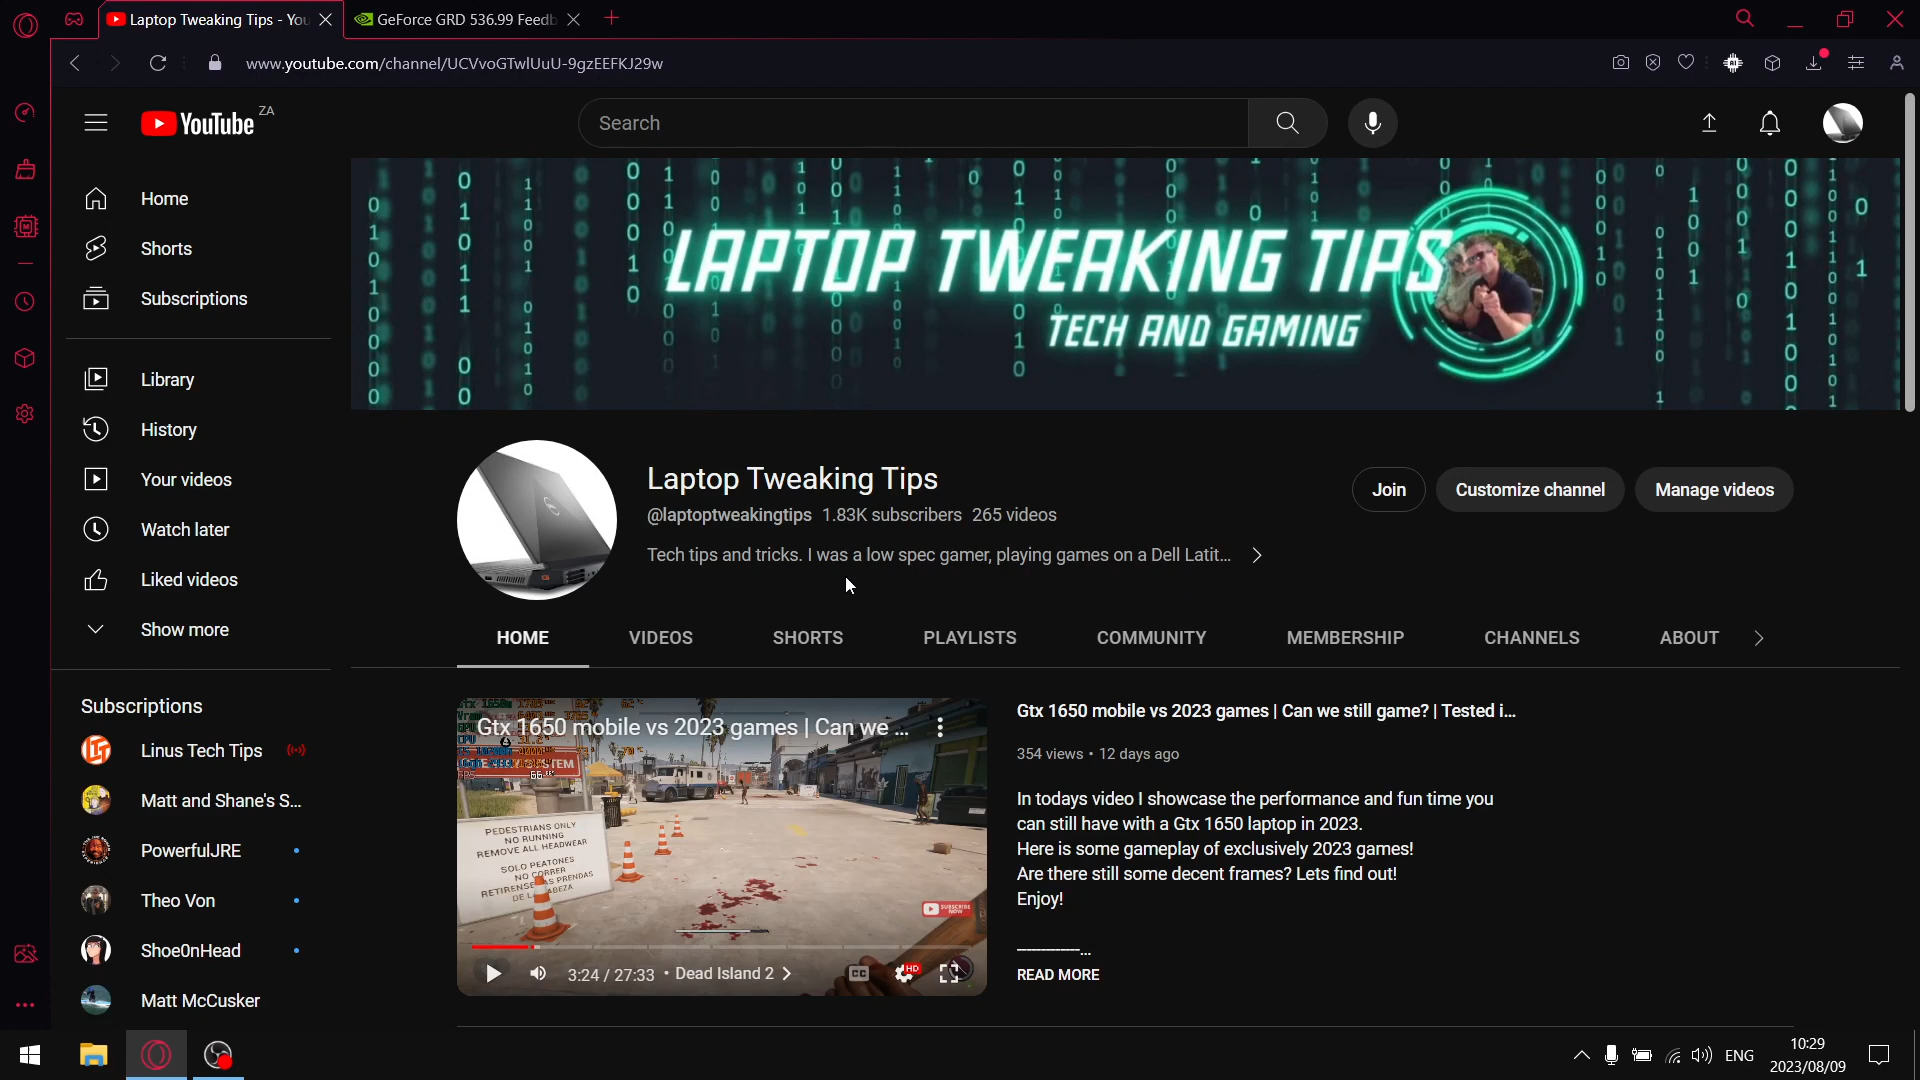 Laptop Tweaking Tips - You
GeForce GRD 536.99 Feedb
www.youtube.com/channel/UCVvoGTwlUuU-9gzEEFKJ29w
YouTube ZA
Search
Home
Shorts
Subscriptions
Library
History
Your videos
Watch later
Liked videos
Show more
Subscriptions
Linus Tech Tips
Matt and Shane's S...
PowerfulJRE
Theo Von
Shoe0nHead
Matt McCusker
LAPTOP TWEAKING TIPS
TECH AND GAMING
Laptop Tweaking Tips
@laptoptweakingtips 1.83K subscribers 265 videos
Tech tips and tricks. I was a low spec gamer, playing games on a Dell Latit...
Join
Customize channel
Manage videos
HOME
VIDEOS
SHORTS
PLAYLISTS
COMMUNITY
MEMBERSHIP
CHANNELS
ABOUT
Gtx 1650 mobile vs 2023 games | Can we ...
PEDESTRIANS ONLY
NO RUNNING
REMOVE ALL HEADWEAR
SOLO PEATONES
NO CORRER
SUBSCRIBE
NOW
3:24 / 27:33 • Dead Island 2
CC
HD
Gtx 1650 mobile vs 2023 games | Can we still game? | Tested i...
354 views • 12 days ago
In todays video I showcase the performance and fun time you
can still have with a Gtx 1650 laptop in 2023.
Here is some gameplay of exclusively 2023 games!
Are there still some decent frames? Lets find out!
Enjoy!
------------...
READ MORE
ENG
10:29
2023/08/09